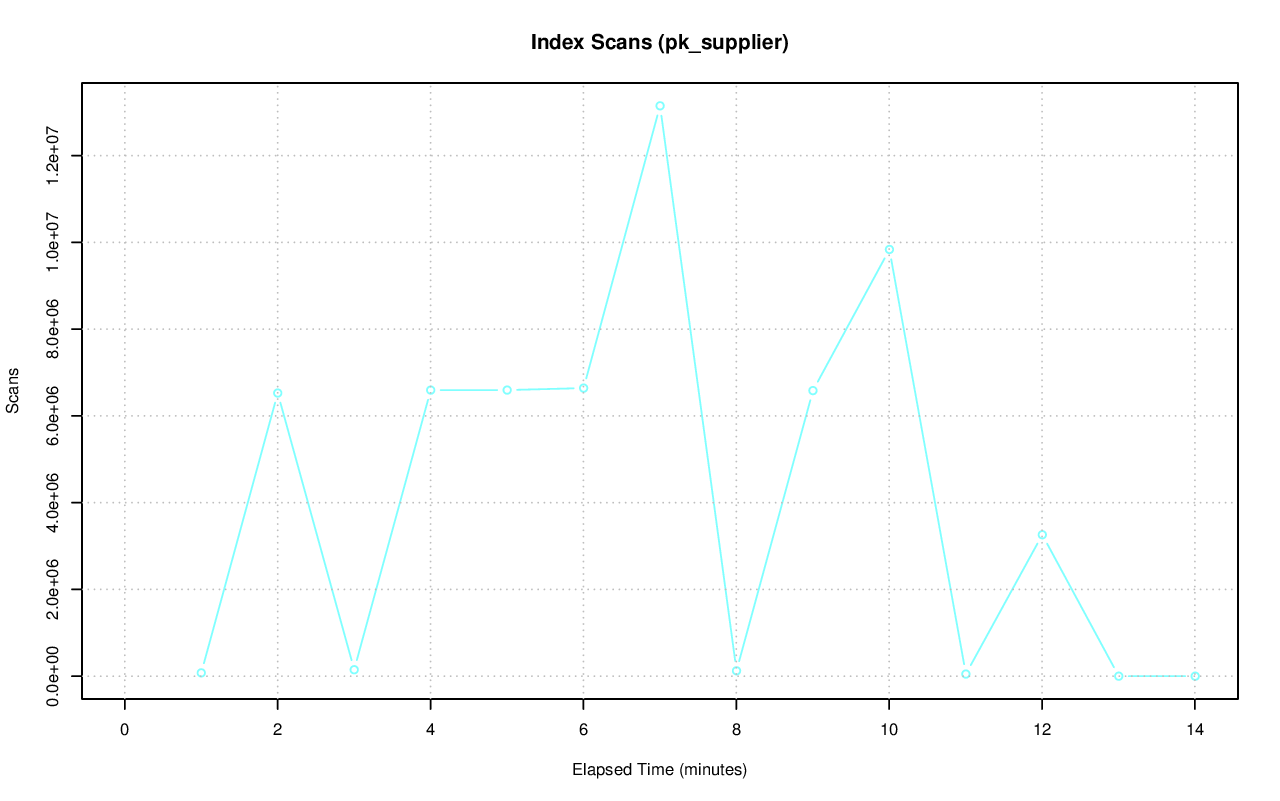 Index Scans (pk_supplier)
1.2e+07
1.0e+07
8.0e+06
6.0e+06
4.0e+06
2.0e+06
0.0e+00
Scans
0 2 4 6 8 10 12 14
Elapsed Time (minutes)